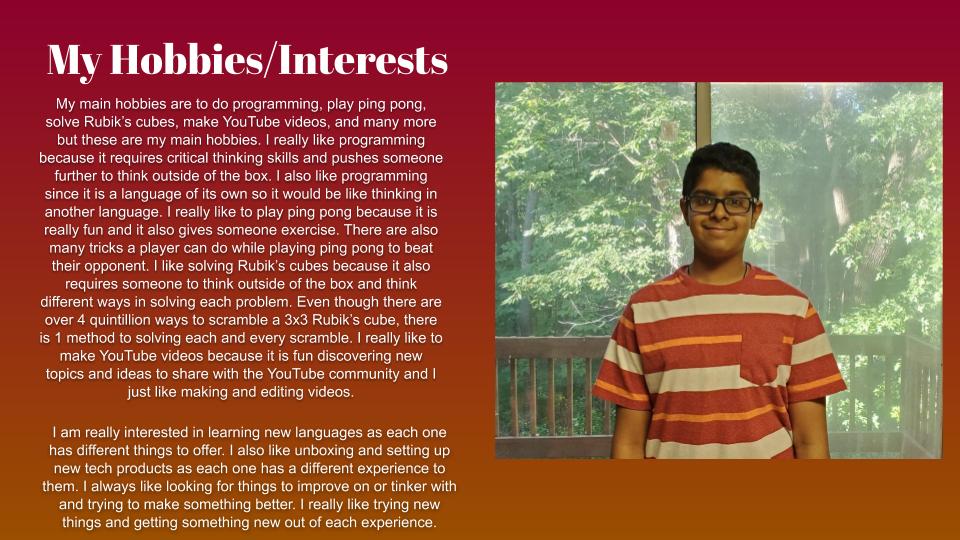 My Hobbies/Interests
My main hobbies are to do programming, play ping pong,
solve Rubik's cubes, make YouTube videos, and many more
but these are my main hobbies. I really like programming
because it requires critical thinking skills and pushes someone
further to think outside of the box. I also like programming
since it is a language of its own so it would be like thinking in
another language. I really like to play ping pong because it is
really fun and it also gives someone exercise. There are also
many tricks a player can do while playing ping pong to beat
their opponent. I like solving Rubik's cubes because it also
requires someone to think outside of the box and think
different ways in solving each problem. Even though there are
over 4 quintillion ways to scramble a 3x3 Rubik's cube, there
is 1 method to solving each and every scramble. I really like to
make YouTube videos because it is fun discovering new
topics and ideas to share with the YouTube community and I
just like making and editing videos.
I am really interested in learning new languages as each one
has different things to offer. I also like unboxing and setting up
new tech products as each one has a different experience to
them. I always like looking for things to improve on or tinker with
and trying to make something better. I really like trying new
things and getting something new out of each experience.